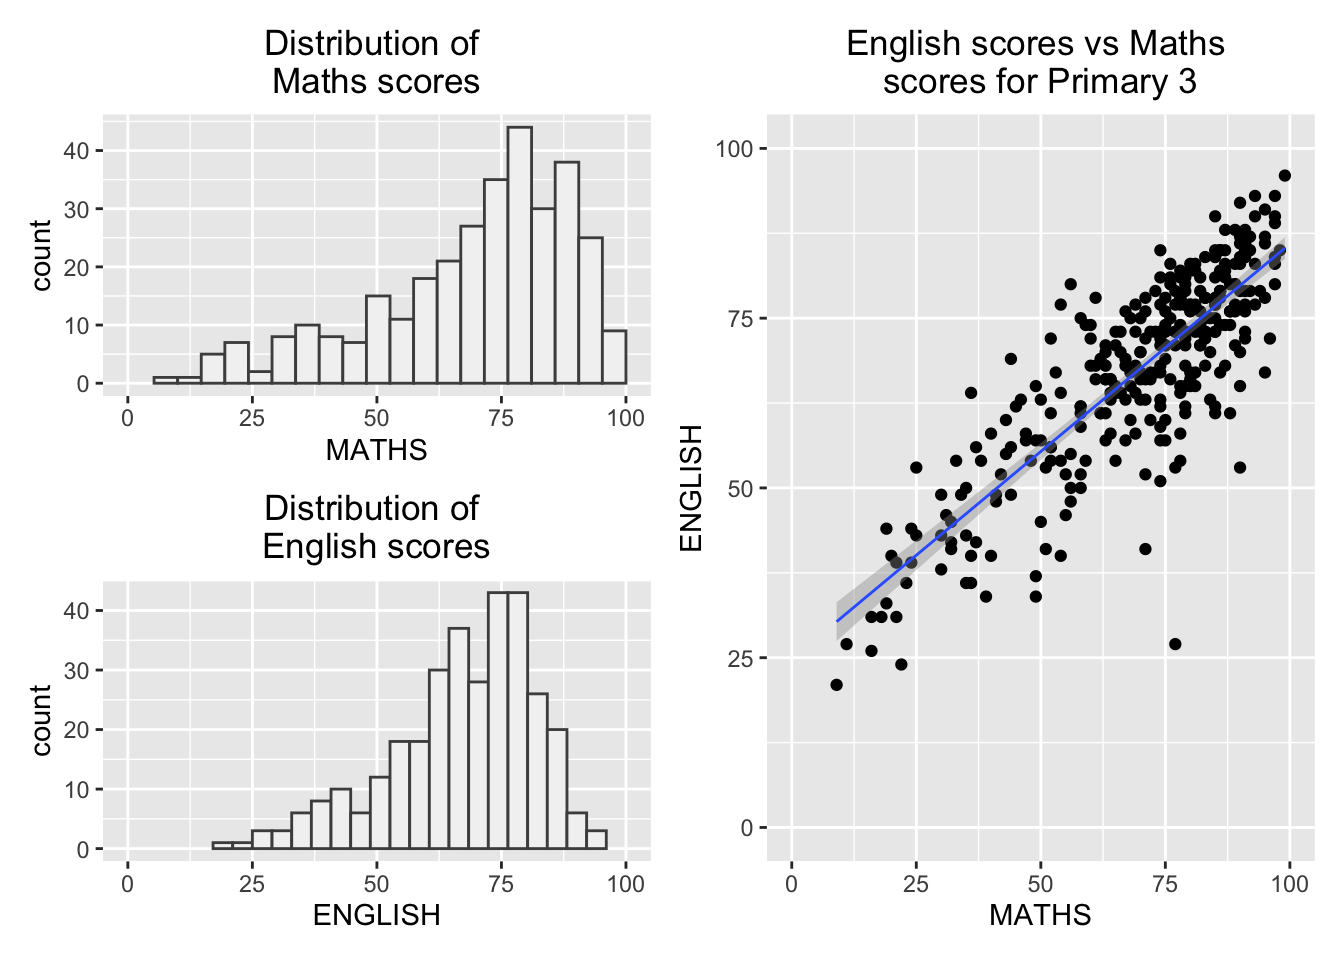 Distribution of
Maths scores
40
30
20
10
0
count
0 25 50 75 100
MATHS
Distribution of
English scores
40
30
20
10
0
count
0 25 50 75 100
ENGLISH
English scores vs Maths
scores for Primary 3
100
75
50
25
0
ENGLISH
0 25 50 75 100
MATHS